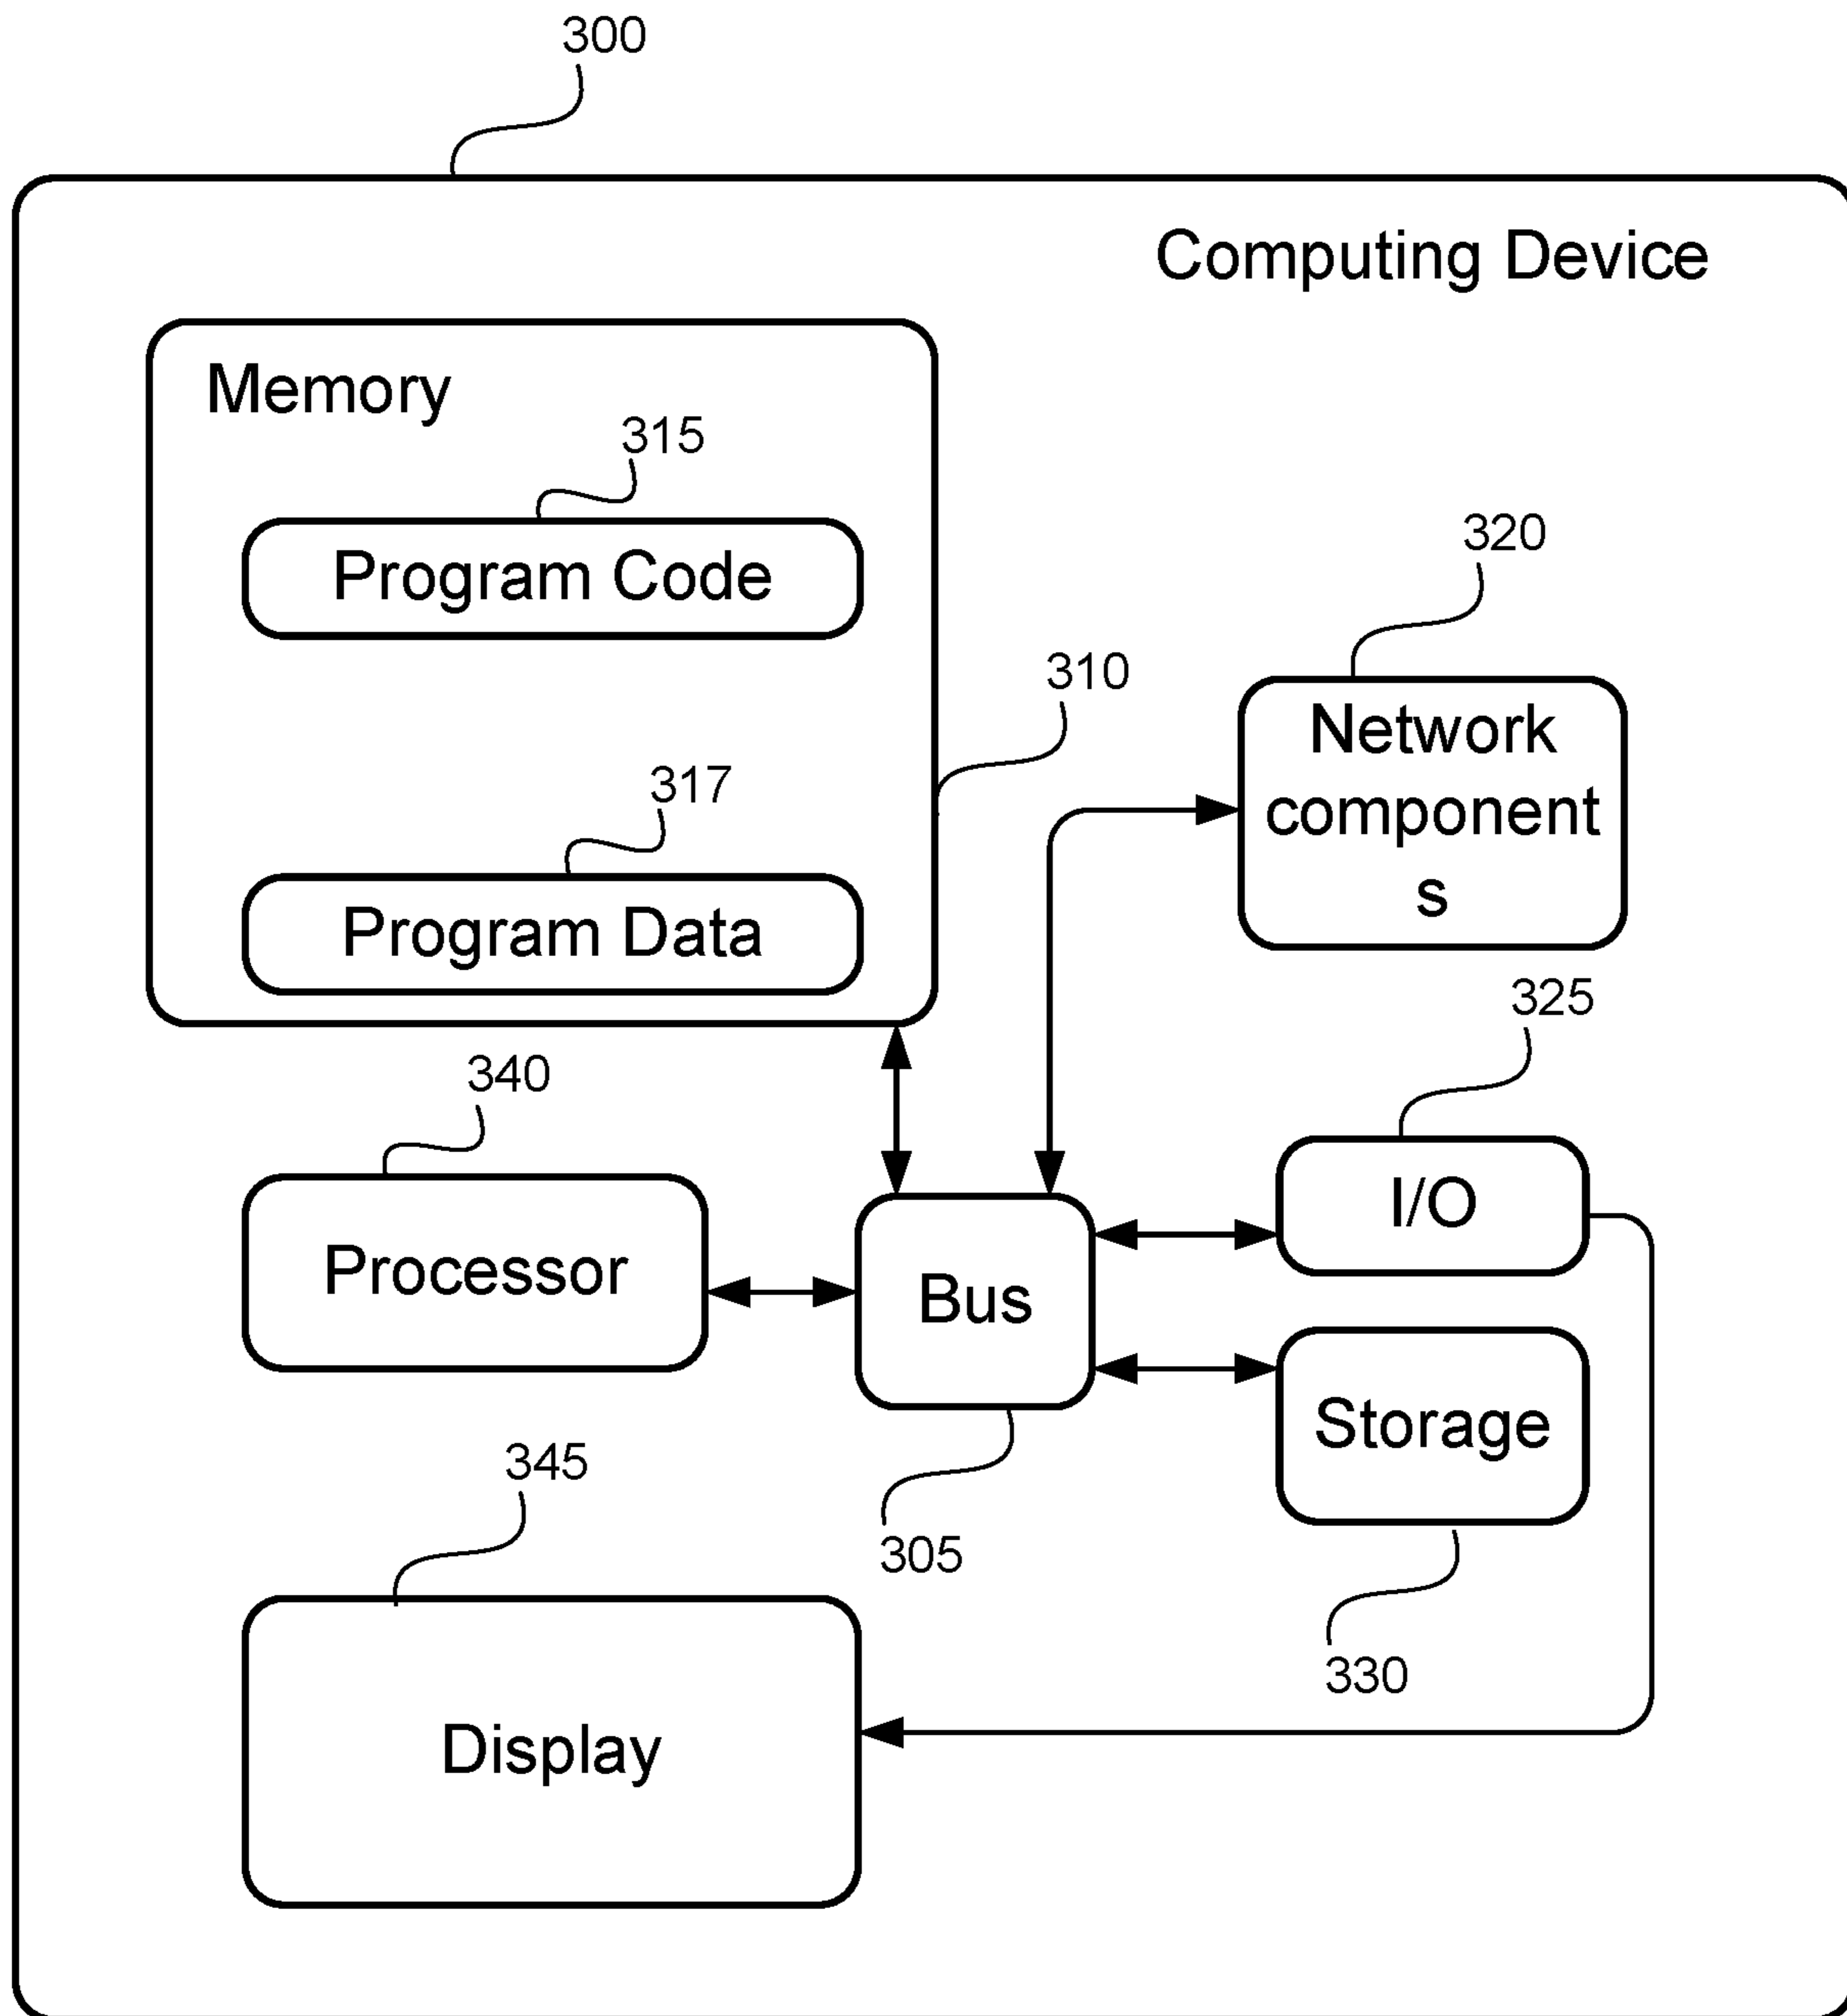 300
Computing Device
Memory
315
Program Code
310
317
Program Data
320
Network
component
s
325
I/O
340
Processor
Bus
305
Storage
330
345
Display